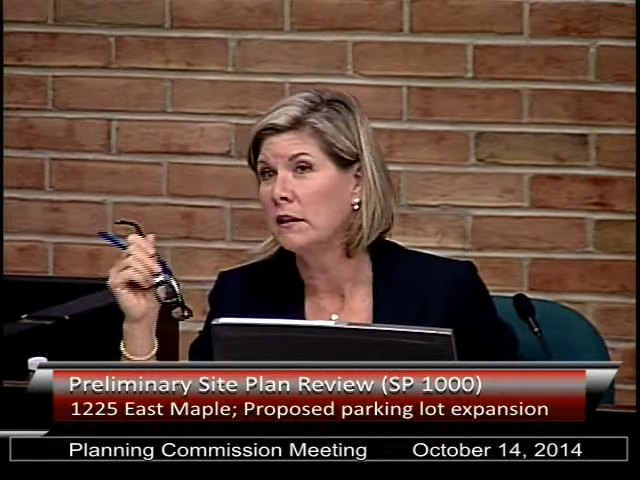 Preliminary Site Plan Review (SP 1000)
1225 East Maple; Proposed parking lot expansion
Planning Commission Meeting October 14, 2014